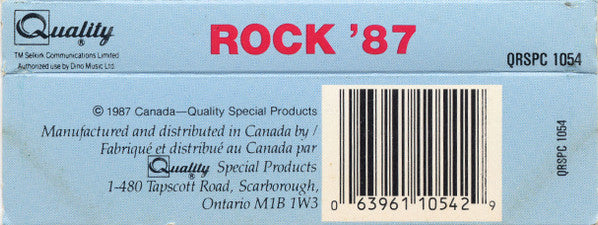 Quality®
TM Selkirk Communications Limited
Authorized use by Dino Music Ltd.
ROCK '87
QRSPC 1054
© 1987 Canada—Quality Special Products
Manufactured and distributed in Canada by /
Fabriqué et distribué au Canada par
Quality® Special Products
1-480 Tapscott Road, Scarborough,
Ontario M1B 1W3
0 63961 10542 9
QRSPC 1054